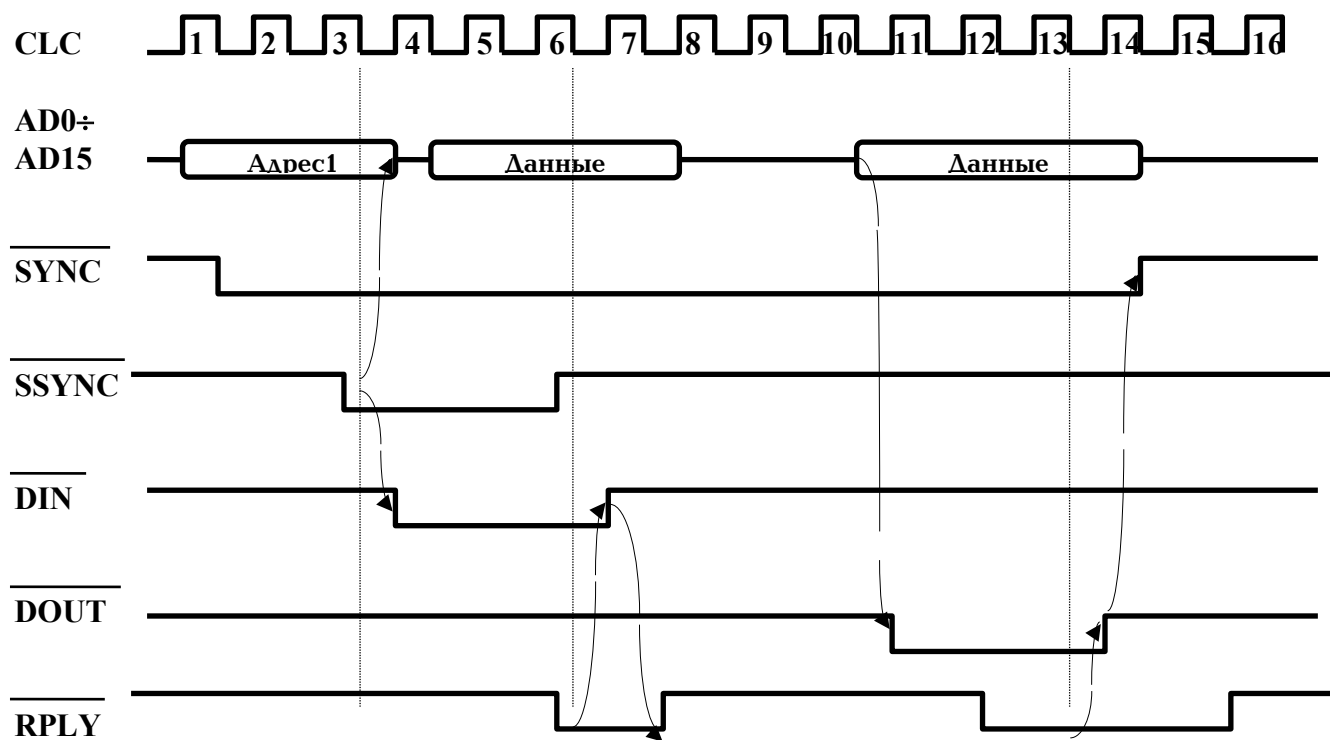 CLC 1 2 3 4 5 6 7 8 9 10 11 12 13 14 15 16
AD0÷
AD15 Адрес1 Данные Данные
SYNC
SSYNC
DIN
DOUT
RPLY